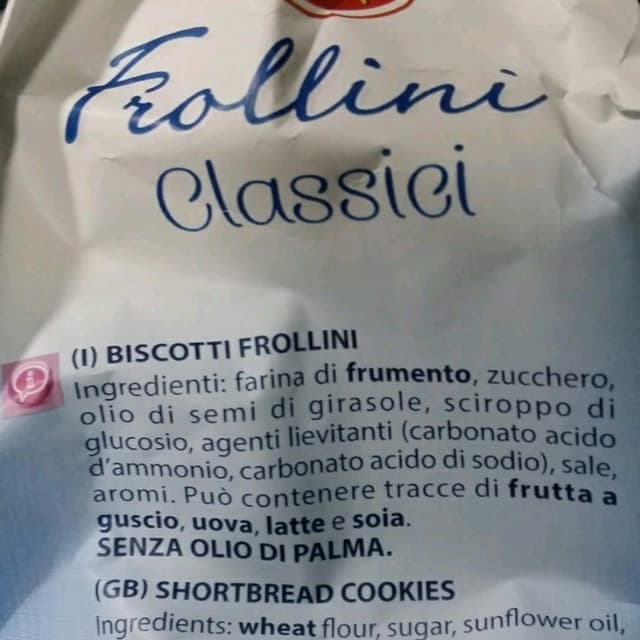 Frollini
Classici
(I) BISCOTTI FROLLINI
Ingredienti: farina di frumento, zucchero,
olio di semi di girasole, sciroppo di
glucosio, agenti lievitanti (carbonato acido
d'ammonio, carbonato acido di sodio), sale,
aromi. Può contenere tracce di frutta a
guscio, uova, latte e soia.
SENZA OLIO DI PALMA.
(GB) SHORTBREAD COOKIES
Ingredients: wheat flour, sugar, sunflower oil,